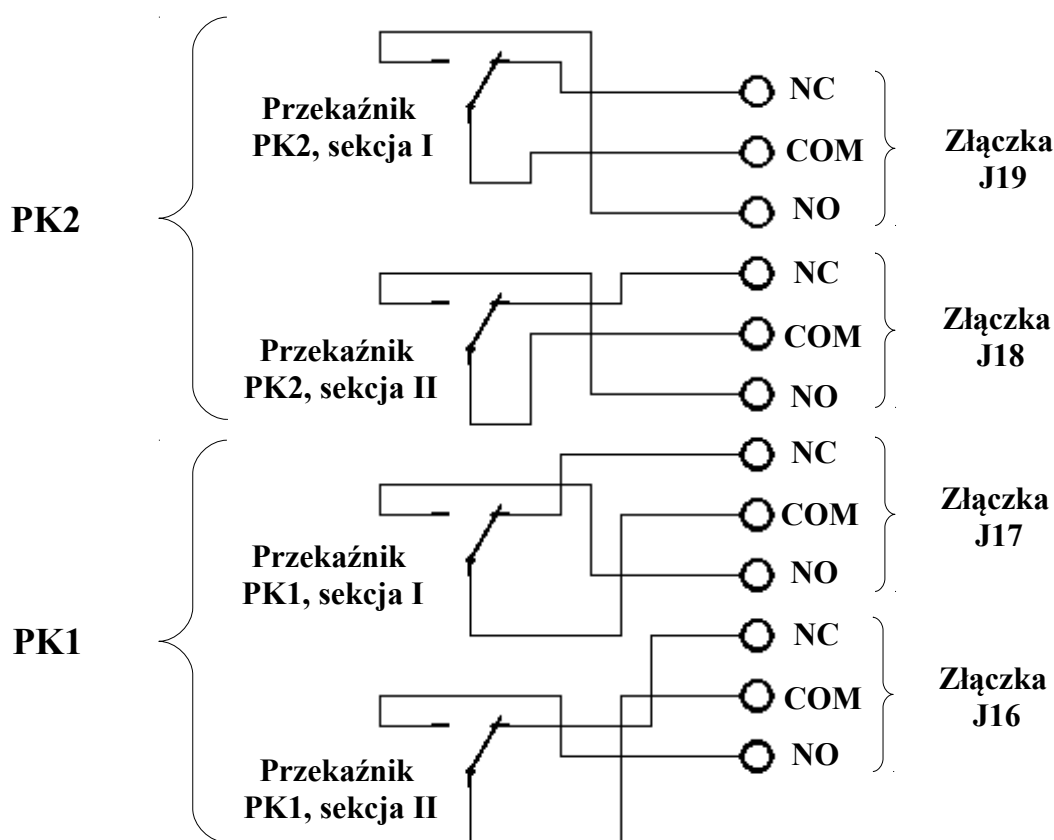 NC
Przekaźnik
PK2, sekcja I
COM
Złączka
J19
NO
PK2
NC
Przekaźnik
PK2, sekcja II
COM
Złączka
J18
NO
NC
Przekaźnik
PK1, sekcja I
COM
Złączka
J17
NO
PK1
NC
Przekaźnik
PK1, sekcja II
COM
Złączka
J16
NO